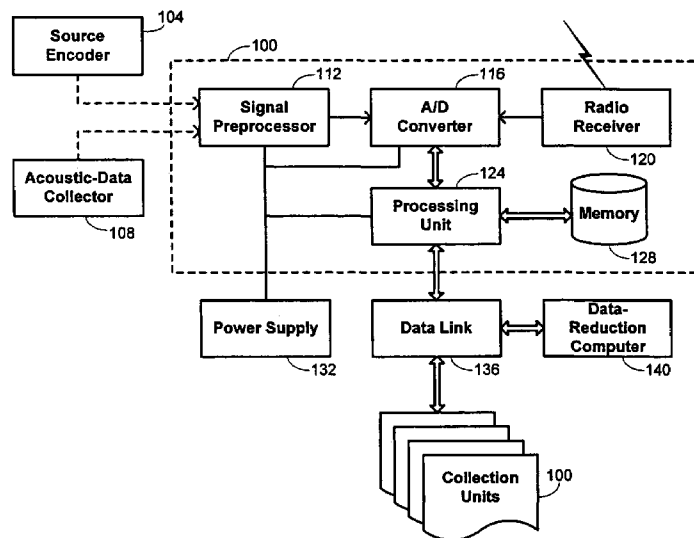 104
Source
Encoder
100
112
116
Signal
Preprocessor
A/D
Converter
Radio
Receiver
120
Acoustic-Data
Collector
108
124
Processing
Unit
Memory
128
Power Supply
132
Data Link
136
Data-
Reduction
Computer
140
Collection
Units
100